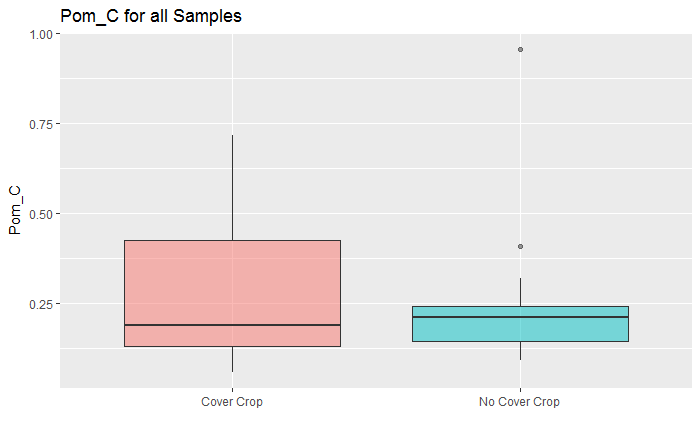 Pom_C for all Samples
1.00
0.75
0.50
0.25
Pom_C
Cover Crop
No Cover Crop